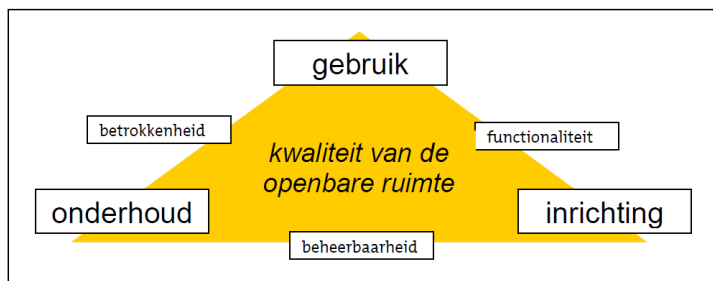 gebruik
betrokkenheid
functionaliteit
kwaliteit van de
openbare ruimte
onderhoud
inrichting
beheerbaarheid